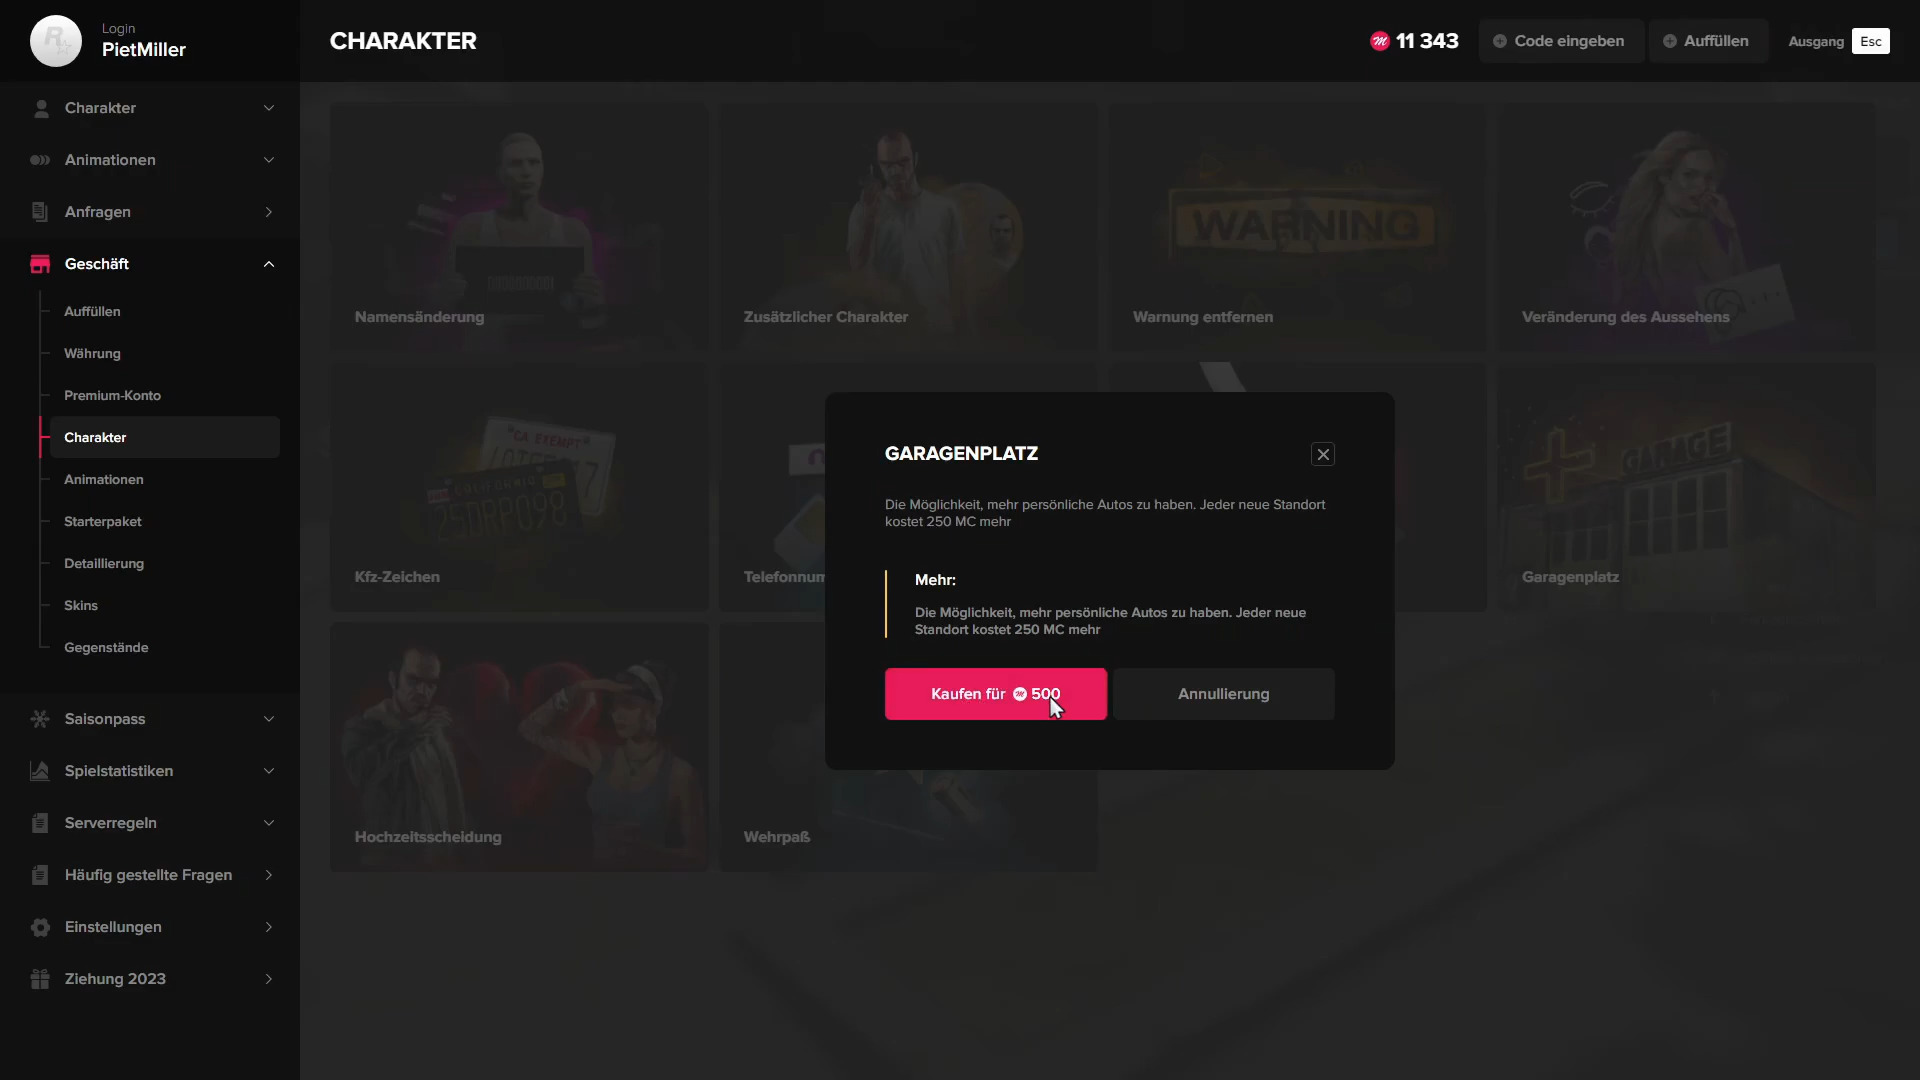 Login
PietMiller
CHARAKTER
11 343
Code eingeben
Auffüllen
Ausgang
Esc
Charakter
Animationen
Anfragen
Geschäft
Auffüllen
Währung
Premium-Konto
Charakter
Animationen
Starterpaket
Detaillierung
Skins
Gegenstände
Saisonpass
Spielstatistiken
Serverregeln
Häufig gestellte Fragen
Einstellungen
Ziehung 2023
Namensänderung
Zusätzlicher Charakter
WARNING
Warnung entfernen
Veränderung des Aussehens
CA EXEMPT
CALIFORNIA
25DRP098
Kfz-Zeichen
GARAGE
Garagenplatz
Hochzeitsscheidung
Wehrpaß
GARAGENPLATZ
Die Möglichkeit, mehr persönliche Autos zu haben. Jeder neue Standort
kostet 250 MC mehr
Mehr:
Die Möglichkeit, mehr persönliche Autos zu haben. Jeder neue
Standort kostet 250 MC mehr
Kaufen für 500
Annullierung